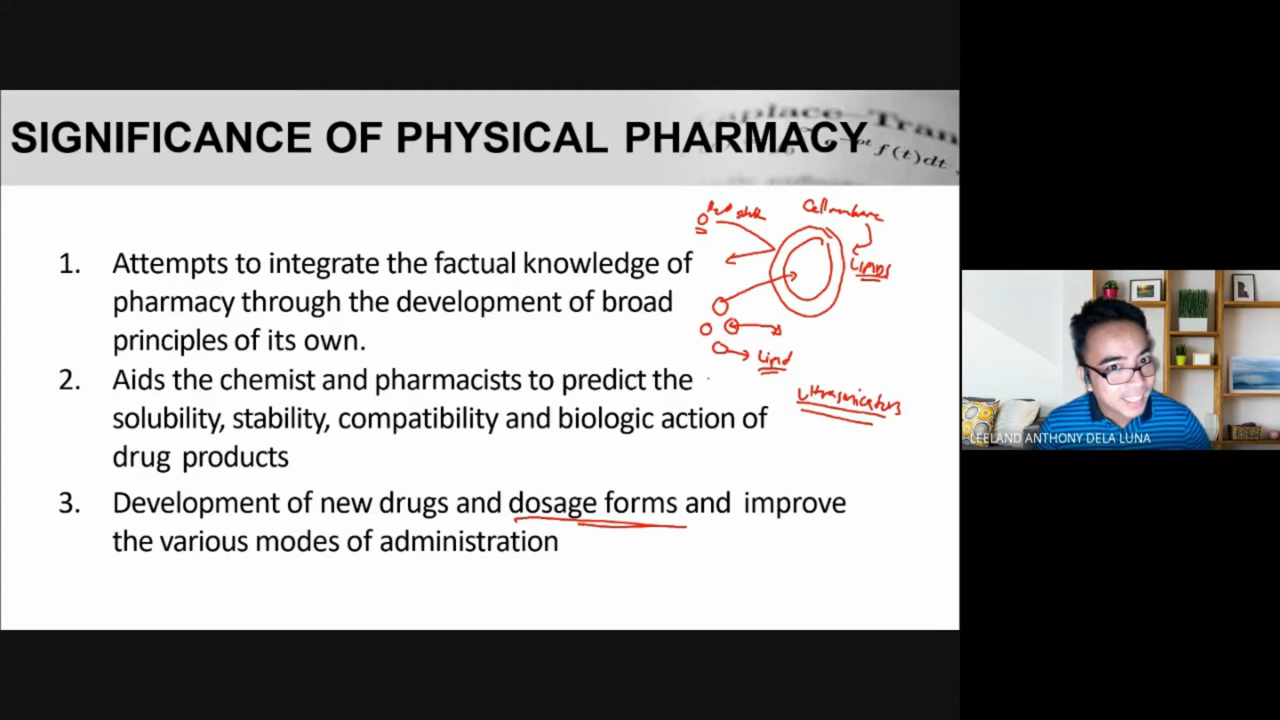 SIGNIFICANCE OF PHYSICAL PHARMACY
f(t)dt
1. Attempts to integrate the factual knowledge of
pharmacy through the development of broad
principles of its own.
2. Aids the chemist and pharmacists to predict the
solubility, stability, compatibility and biologic action of
drug products
3. Development of new drugs and dosage forms and improve
the various modes of administration
Lipids
Lipid
LEELAND ANTHONY DELA LUNA